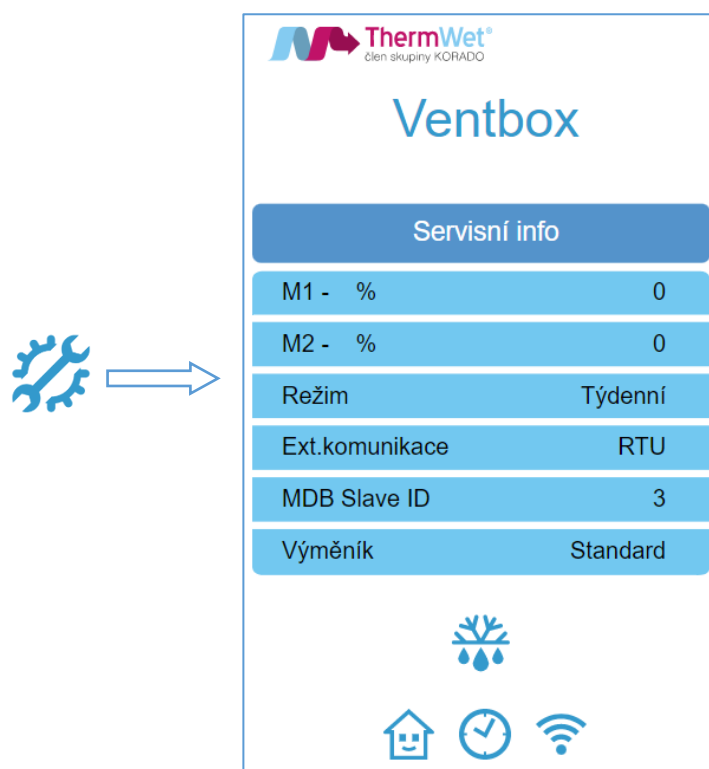 ThermWet®
člen skupiny KORADO
Ventbox
Servisní info
M1 - % 0
M2 - % 0
Režim Týdenní
Ext.komunikace RTU
MDB Slave ID 3
Výměník Standard